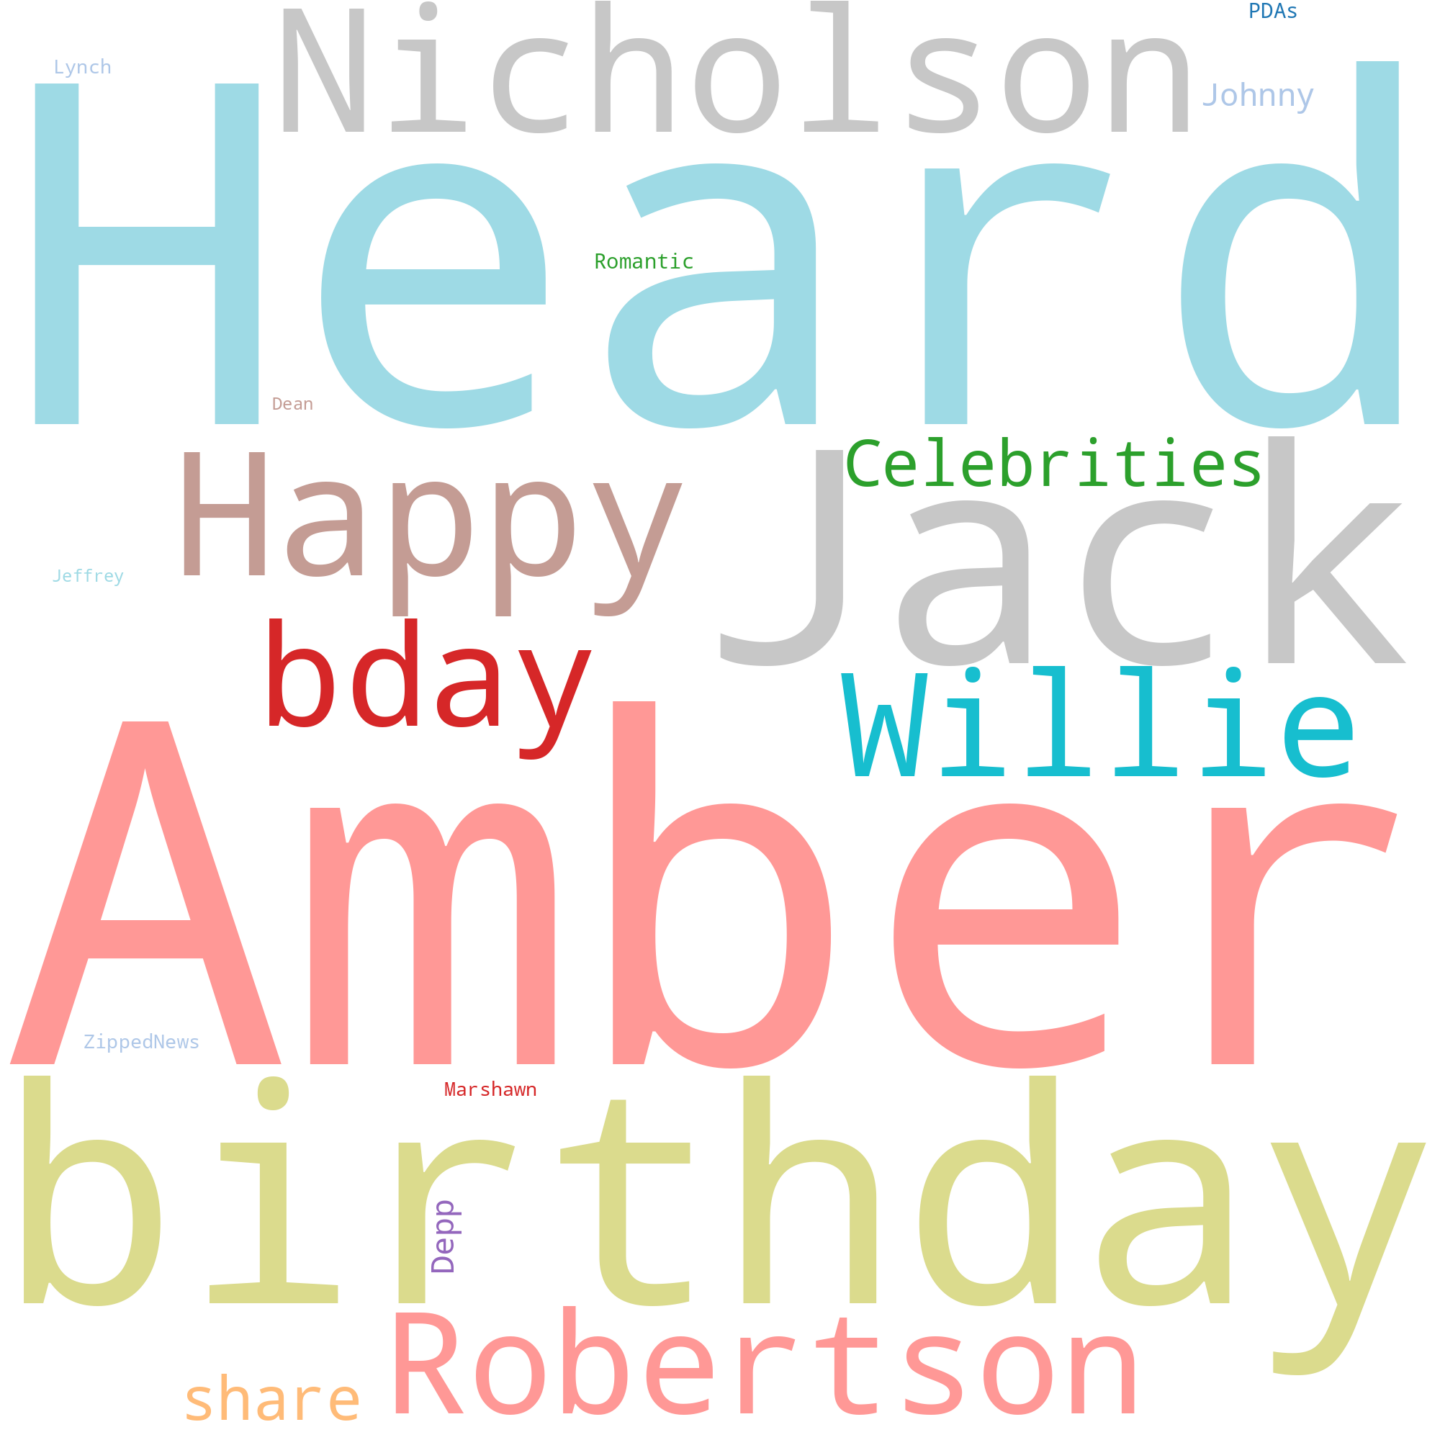 PDAs
Nicholson
Lynch
Johnny
Heard
Romantic
Dean
Celebrities
Happy
Jack
Jeffrey
bday
Willie
Amber
ZippedNews
Marshawn
birthday
Depp
Robertson
share